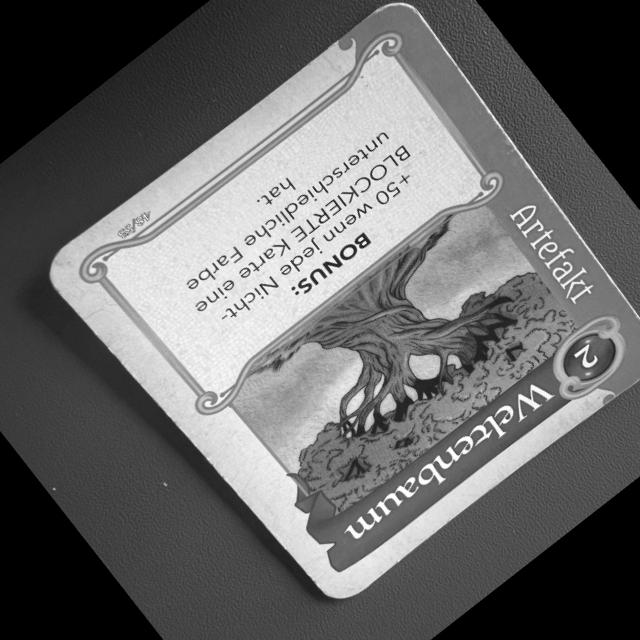 2
Weltenbaum
Artefakt
BONUS:
+50 wenn jede Nicht-
BLOCKIERTE Karte eine
unterschiedliche Farbe
hat.